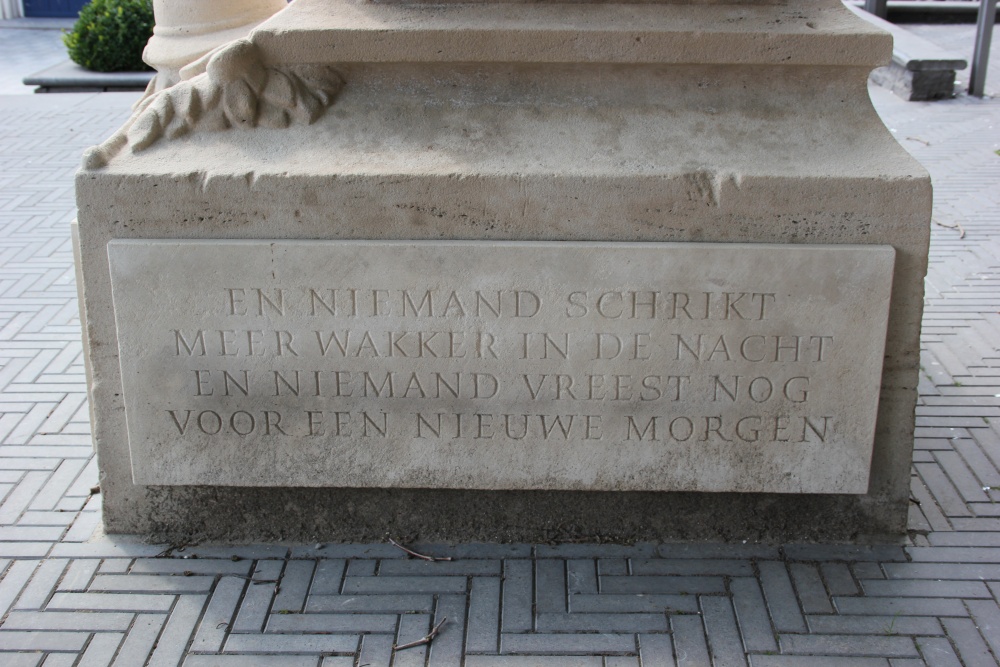 EN NIEMAND SCHRIKT
MEER WAKKER IN DE NACHT
EN NIEMAND VREEST NOG
VOOR EEN NIEUWE MORGEN